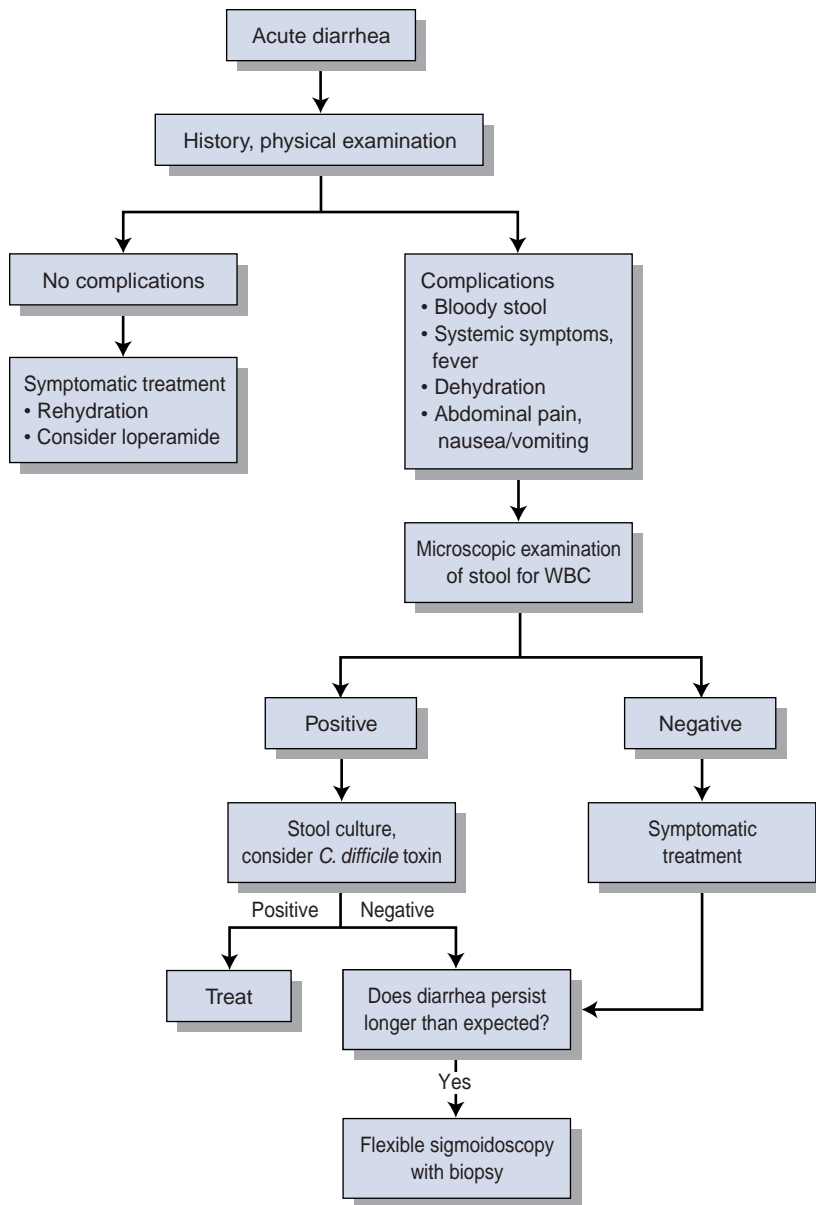 Acute diarrhea
History, physical examination
No complications
Symptomatic treatment
• Rehydration
• Consider loperamide
Complications
• Bloody stool
• Systemic symptoms,
fever
• Dehydration
• Abdominal pain,
nausea/vomiting
Microscopic examination
of stool for WBC
Positive
Negative
Stool culture,
consider C. difficile toxin
Symptomatic
treatment
Positive
Negative
Treat
Does diarrhea persist
longer than expected?
Yes
Flexible sigmoidoscopy
with biopsy